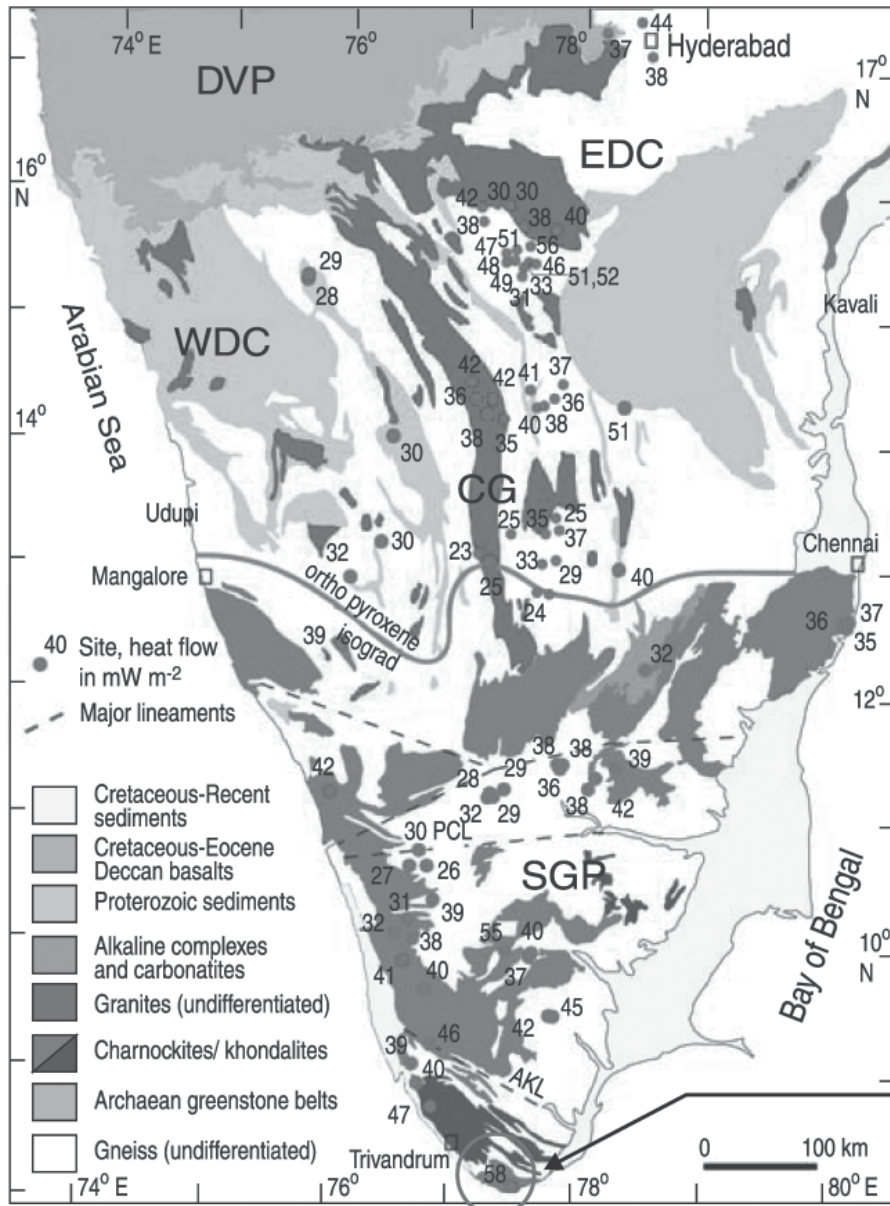 74° E
76°
78°
44
37
Hyderabad
38
17°
N
DVP
EDC
16°
N
42
30
30
38
38
40
47
51
56
48
46
49
33
51,52
31
29
28
Kavali
Arabian Sea
WDC
42
42
41
37
36
36
40
38
38
35
51
14°
30
14°
CG
25
35
25
37
Udupi
32
30
23
33
29
Chennai
Mangalore
25
24
40
ortho pyroxene
isograd
39
36
37
35
32
40 Site, heat flow
in mW m-2
Major lineaments
12°
38
38
39
42
28
29
36
32
29
38
42
Cretaceous-Recent
sediments
Cretaceous-Eocene
Deccan basalts
Proterozoic sediments
Alkaline complexes
and carbonatites
Granites (undifferentiated)
Charnockites/ khondalites
Archaean greenstone belts
Gneiss (undifferentiated)
30 PCL
27
26
SGP
31
39
32
38
55
40
41
40
37
10°
N
Bay of Bengal
45
46
42
39
40
AKL
47
Trivandrum
58
0
100 km
74° E
76°
78°
80° E